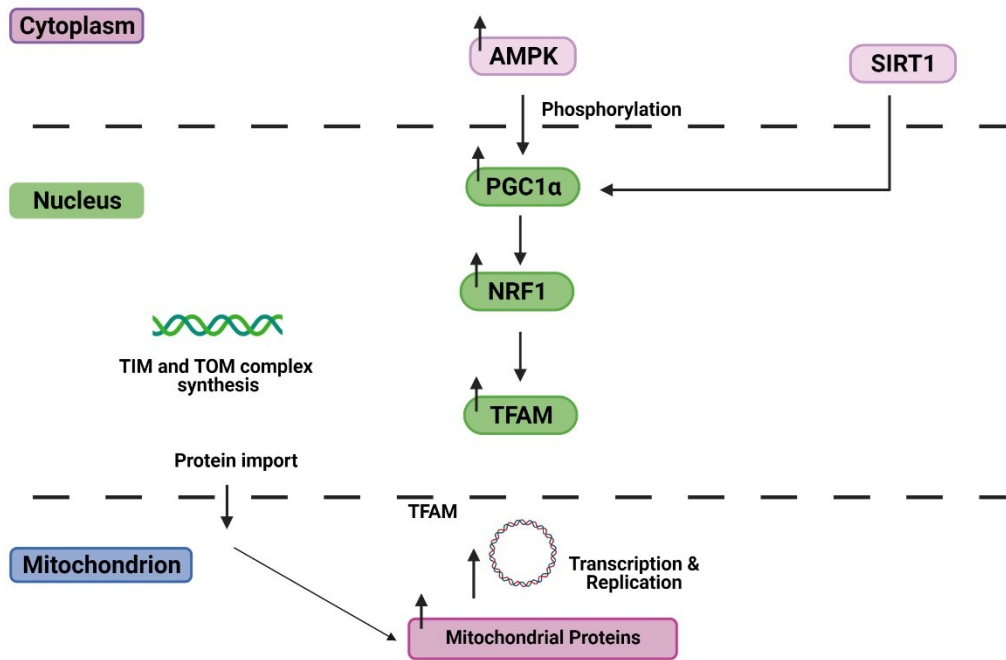 Cytoplasm
AMPK
SIRT1
Phosphorylation
PGC1α
Nucleus
NRF1
TIM and TOM complex
synthesis
TFAM
Protein import
TFAM
Mitochondrion
Transcription &
Replication
Mitochondrial Proteins